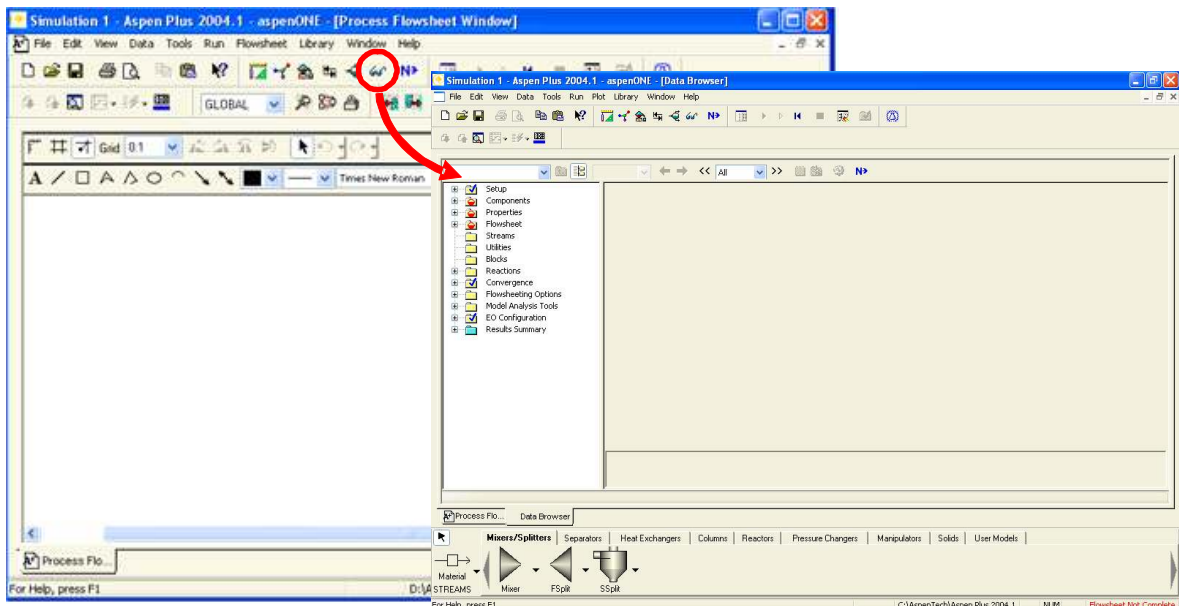 Simulation 1 - Aspen Plus 2004.1 - aspenONE - [Process Flowsheet Window]
File Edit View Data Tools Run Flowsheet Library Window Help
N>
GLOBAL
Grid 0.1
A Times New Roman
Process Flo...
For Help, press F1 D:\A
Simulation 1 - Aspen Plus 2004.1 - aspenONE - [Data Browser]
File Edit View Data Tools Run Plot Library Window Help
N>
<< All >> N>
Setup
Components
Properties
Flowsheet
Streams
Utilities
Blocks
Reactions
Convergence
Flowsheeting Options
Model Analysis Tools
EO Configuration
Results Summary
Process Flo... Data Browser
Mixers/Splitters Separators Heat Exchangers Columns Reactors Pressure Changers Manipulators Solids User Models
Material
STREAMS Mixer FSplit SSplit
For Help, press F1 C:\AspenTech\Aspen Plus 2004.1 NUM Flowsheet Not Complete